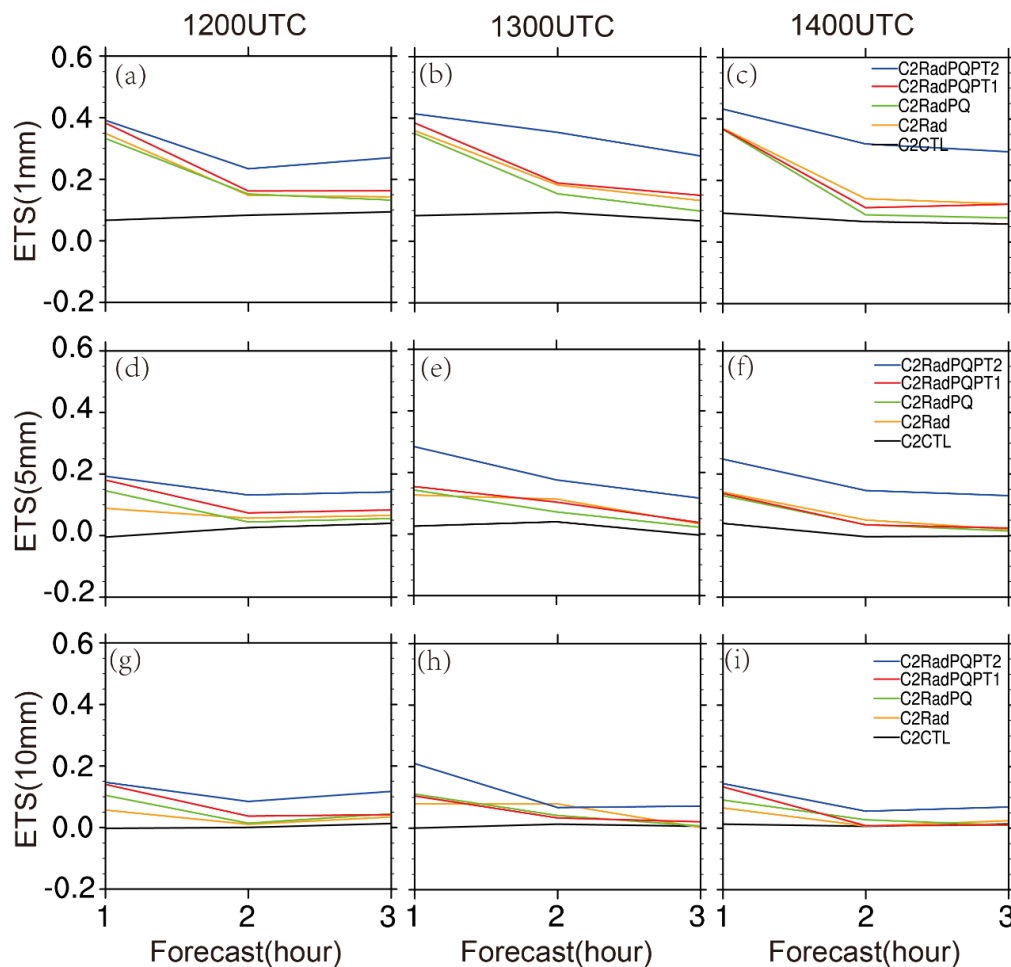 1200UTC
1300UTC
1400UTC
ETS(1mm)
0.6
0.4
0.2
0.0
-0.2
(a)
(b)
(c)
C2RadPQPT2
C2RadPQPT1
C2RadPQ
C2Rad
C2CTL
ETS(5mm)
0.6
0.4
0.2
0.0
-0.2
(d)
(e)
(f)
C2RadPQPT2
C2RadPQPT1
C2RadPQ
C2Rad
C2CTL
ETS(10mm)
0.6
0.4
0.2
0.0
-0.2
(g)
(h)
(i)
C2RadPQPT2
C2RadPQPT1
C2RadPQ
C2Rad
C2CTL
1 2 3
1 2 3
1 2 3
Forecast(hour)
Forecast(hour)
Forecast(hour)